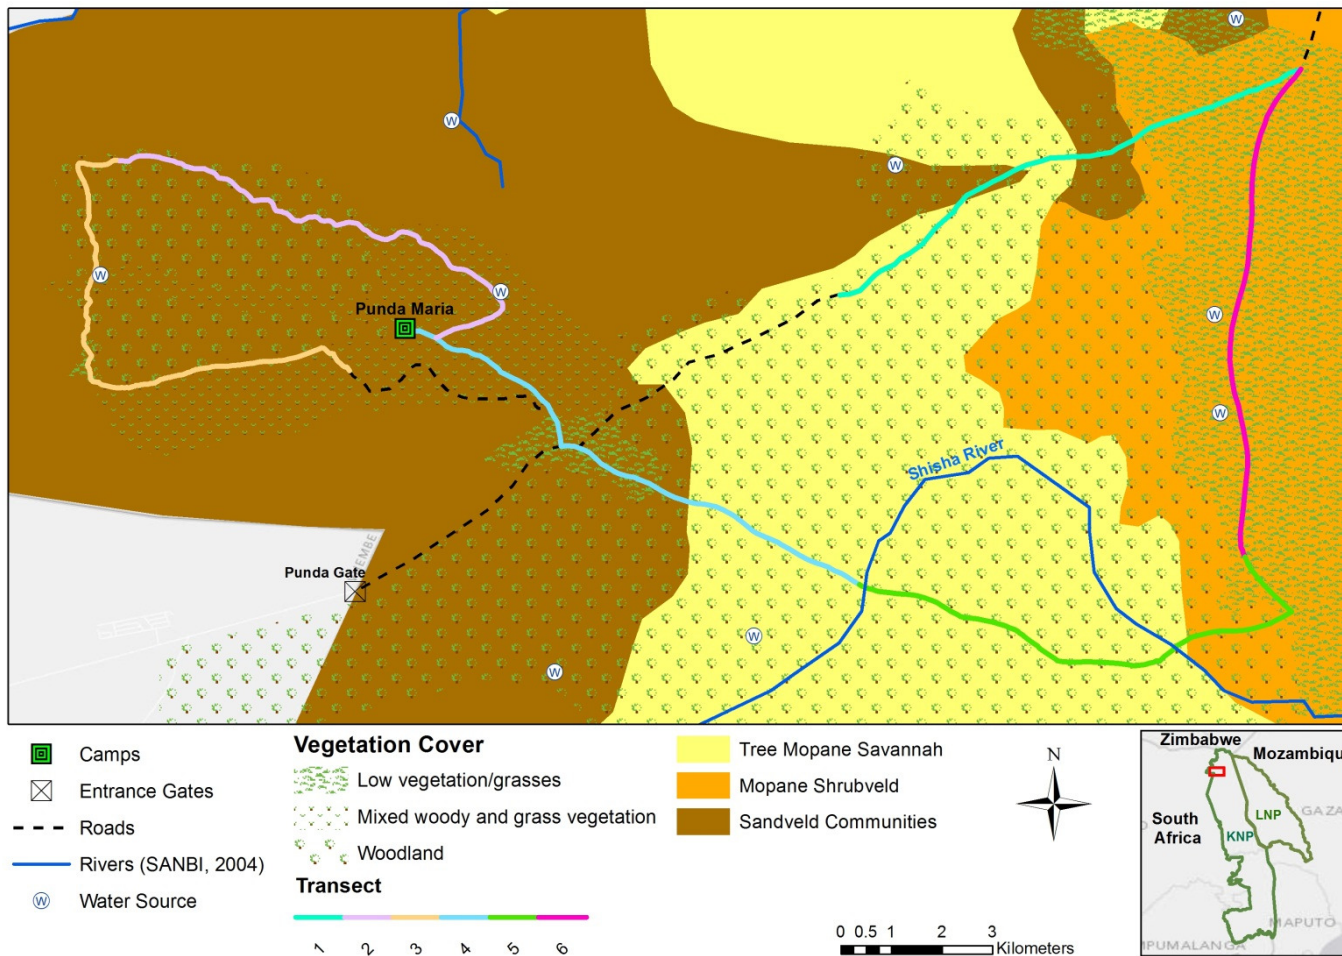 W
W
W
W
W
Punda Maria
W
W
Shisha River
W
EMBE
Punda Gate
W
W
Camps
Entrance Gates
Roads
Rivers (SANBI, 2004)
W
Water Source
Vegetation Cover
Low vegetation/grasses
Mixed woody and grass vegetation
Woodland
Transect
1 2 3 4 5 6
Tree Mopane Savannah
Mopane Shrubveld
Sandveld Communities
N
0 0.5 1 2 3
Kilometers
Zimbabwe
Mozambiqu
South
Africa
GAZA
LNP
KNP
MAPUTO
MPUMALANGA